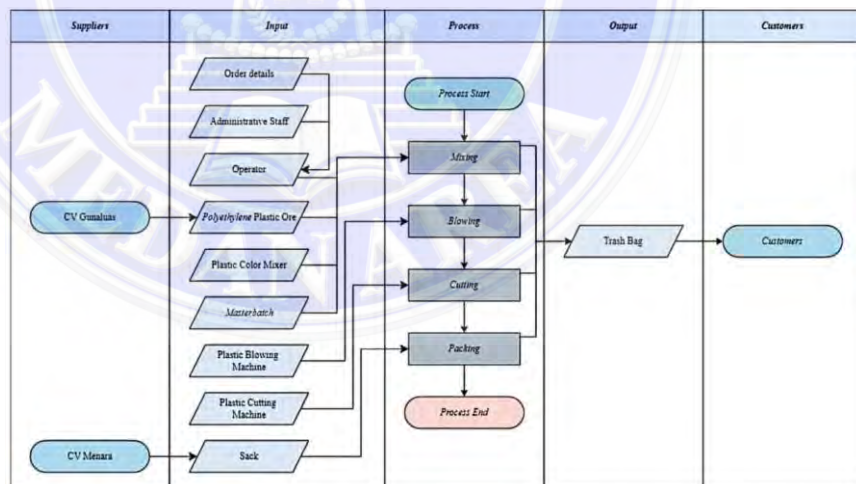 Suppliers
Input
Process
Output
Customers
Order details
Administrative Staff
Operator
CV Gunaluas
Polyethylene Plastic Ore
Plastic Color Mixer
Masterbatch
Plastic Blowing
Machine
Plastic Cutting
Machine
CV Menara
Sack
Process Start
Mixing
Blowing
Cutting
Packing
Process End
Trash Bag
Customers
MEDAN AREA